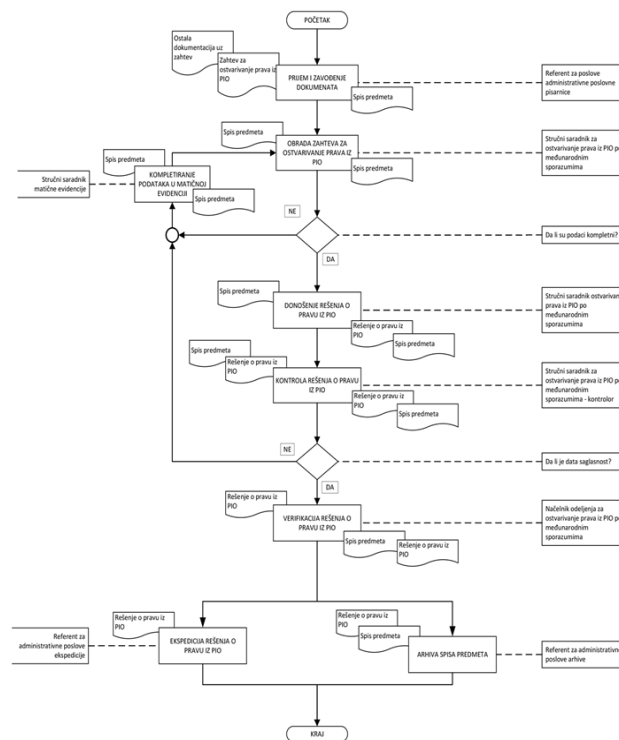 POČETAK
Ostala
dokumentacija uz
zahtev
Zahtev za
ostvarivanje prava iz
PIO
PRIJEM I ZAVOĐENJE
DOKUMENATA
Spis predmeta
Referent za poslove
administrativne poslovne
pisarnice
Spis predmeta
OBRADA ZAHTEVA ZA
OSTVARIVANJE PRAVA IZ
PIO
Spis predmeta
Stručni saradnik za
ostvarivanje prava iz PIO po
međunarodnim
sporazumima
Stručni saradnik
matične evidencije
Spis predmeta
KOMPLETIRANJE
PODATAKA U MATIČNOJ
EVIDENCIJI
Spis predmeta
NE
Da li su podaci kompletni?
DA
Spis
predmeta
DONOŠENJE REŠENJA O
PRAVU IZ PIO
Rešenje o pravu iz
PIO
Spis
predmeta
Stručni saradnik ostvarivan
prava iz PIO po
međunarodnim
sporazumima
Spis
predmeta
Rešenje o pravu iz
PIO
KONTROLA REŠENJA O PRAVU
IZ PIO
Rešenje o pravu iz
PIO
Spis
predmeta
Stručni saradnik za
ostvarivanje prava iz PIO po
međunarodnim
sporazumima - kontrolor
NE
Da li je data saglasnost?
DA
Rešenje o pravu iz
PIO
VERIFIKACIJA REŠENJA O
PRAVU IZ PIO
Spis predmeta
Rešenje o pravu iz
PIO
Načelnik odeljenja za
ostvarivanje prava iz PIO po
međunarodnim
sporazumima
Referent za
administrativne poslove
ekspedicije
Rešenje o pravu iz
PIO
EKSPEDICIJA REŠENJA O
PRAVU IZ PIO
Rešenje o pravu iz
PIO
Spis predmeta
ARHIVA SPISA PREDMETA
Referent za administrativn
poslove arhive
KRAJ